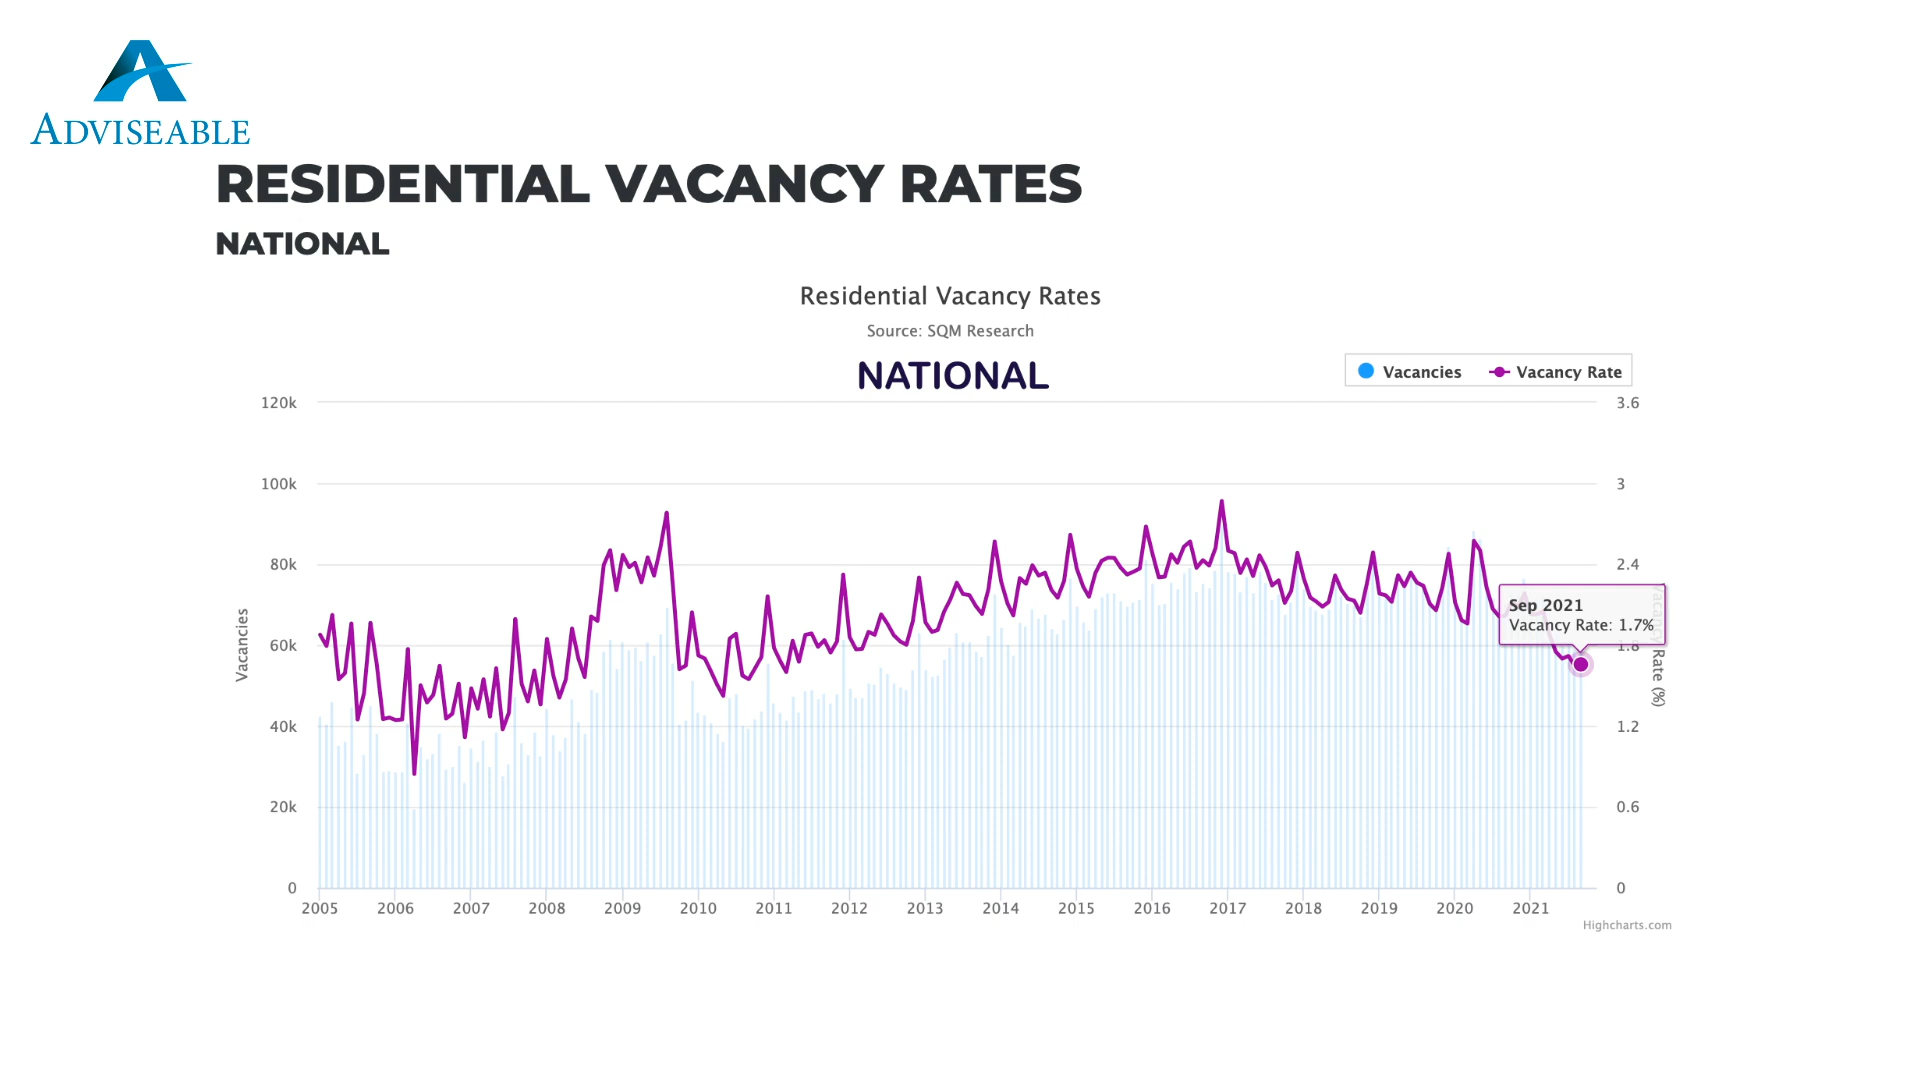 ADVISEABLE
RESIDENTIAL VACANCY RATES
NATIONAL
Residential Vacancy Rates
Source: SQM Research
NATIONAL
Vacancies
Vacancy Rate
120k
100k
80k
60k
40k
20k
0
Vacancies
3.6
3
2.4
1.8
1.2
0.6
0
Vacancy Rate (%)
Sep 2021
Vacancy Rate: 1.7%
2005 2006 2007 2008 2009 2010 2011 2012 2013 2014 2015 2016 2017 2018 2019 2020 2021
Highcharts.com